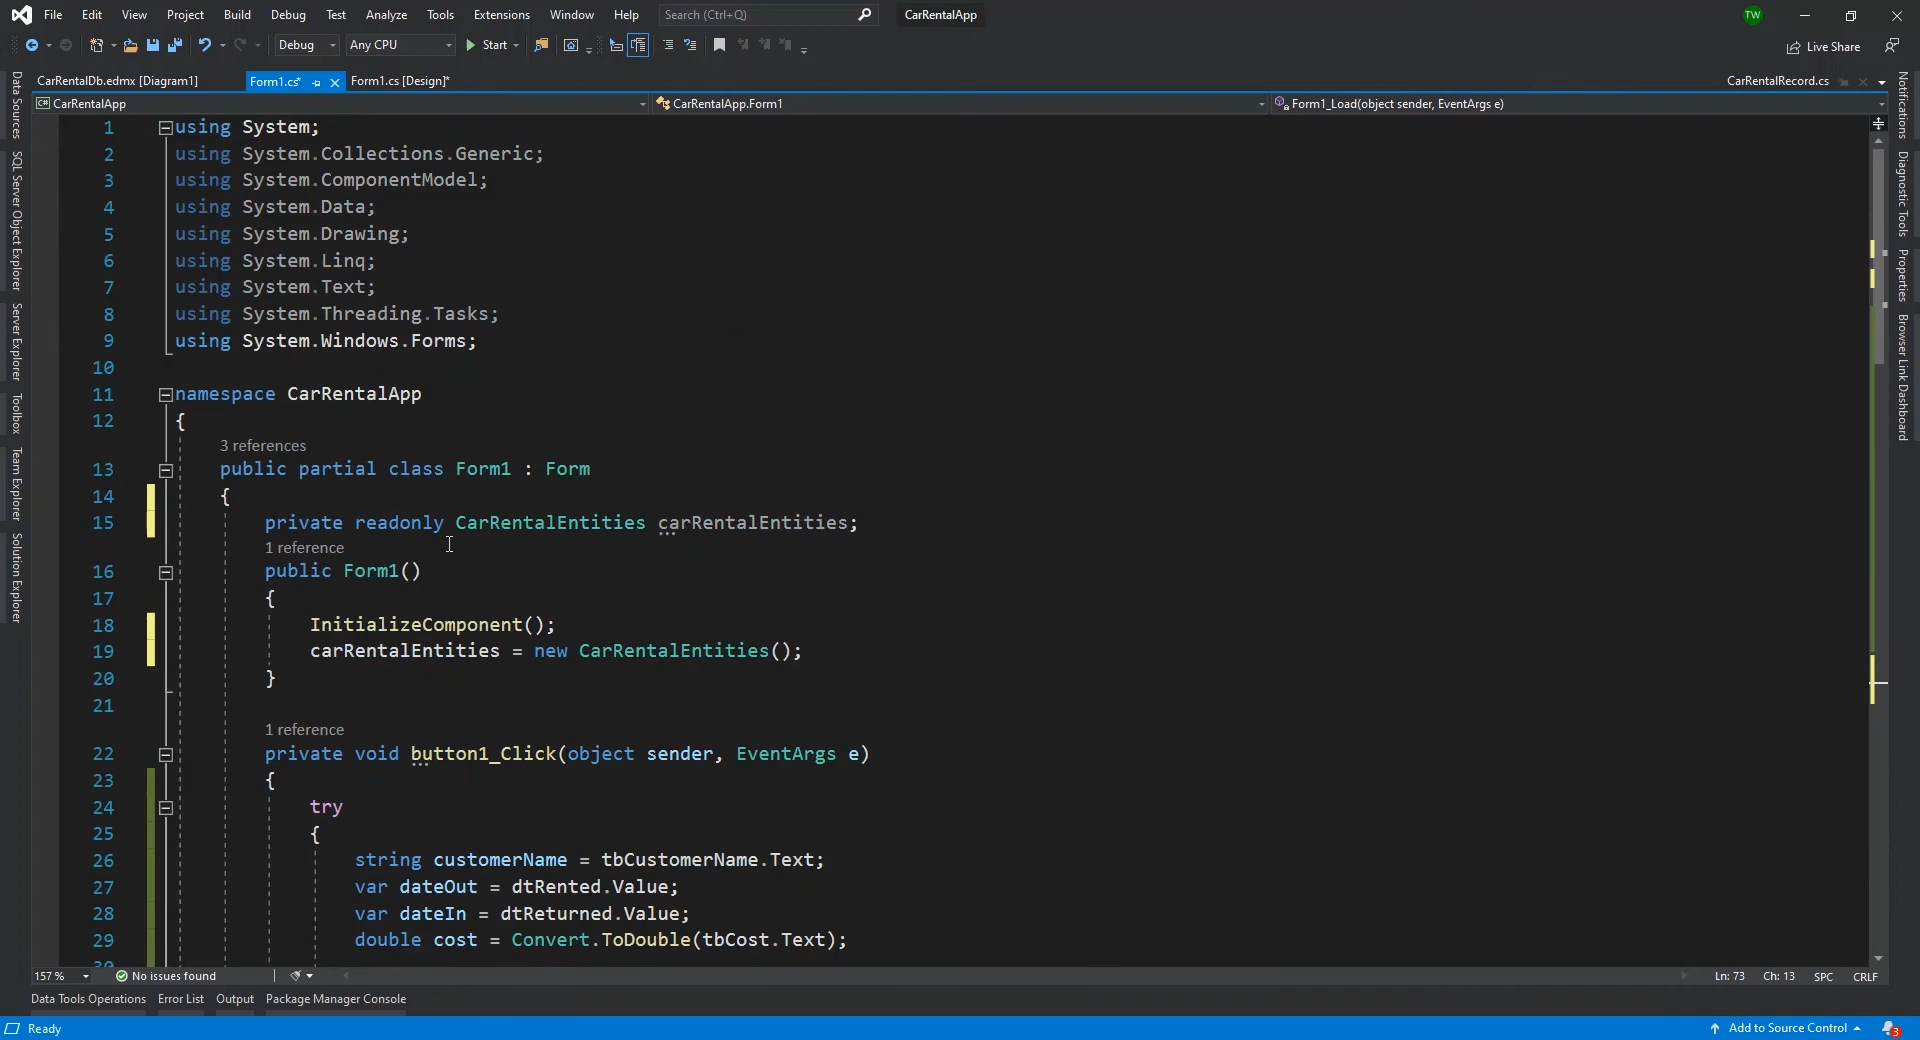 File Edit View Project Build Debug Test Analyze Tools Extensions Window Help Search (Ctrl+Q) CarRentalApp TW
Debug Any CPU Start Live Share
CarRentalDb.edmx [Diagram1] Form1.cs* Form1.cs [Design]* CarRentalRecord.cs
C# CarRentalApp CarRentalApp.Form1 Form1_Load(object sender, EventArgs e)
Data Sources
SQL Server Object Explorer
Server Explorer
Toolbox
Team Explorer
Solution Explorer
1 using System;
2 using System.Collections.Generic;
3 using System.ComponentModel;
4 using System.Data;
5 using System.Drawing;
6 using System.Linq;
7 using System.Text;
8 using System.Threading.Tasks;
9 using System.Windows.Forms;
10
11 namespace CarRentalApp
12 {
3 references
13 public partial class Form1 : Form
14 {
15 private readonly CarRentalEntities carRentalEntities;
1 reference
16 public Form1()
17 {
18 InitializeComponent();
19 carRentalEntities = new CarRentalEntities();
20 }
21
1 reference
22 private void button1_Click(object sender, EventArgs e)
23 {
24 try
25 {
26 string customerName = tbCustomerName.Text;
27 var dateOut = dtRented.Value;
28 var dateIn = dtReturned.Value;
29 double cost = Convert.ToDouble(tbCost.Text);
30
Notifications
Diagnostic Tools
Properties
Browser Link Dashboard
157 % No issues found Ln: 73 Ch: 13 SPC CRLF
Data Tools Operations Error List Output Package Manager Console
Ready Add to Source Control 3